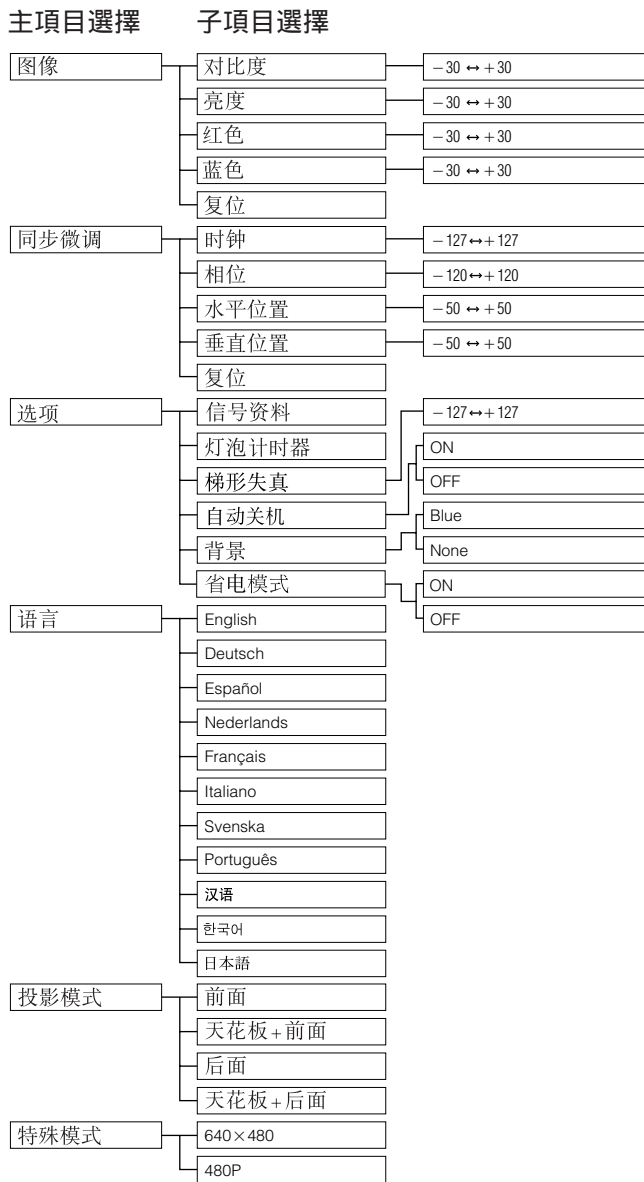 主項目選擇 子項目選擇
图像 对比度 −30 ↔ +30
亮度 −30 ↔ +30
红色 −30 ↔ +30
蓝色 −30 ↔ +30
复位
同步微调 时钟 −127↔+127
相位 −120↔+120
水平位置 −50 ↔ +50
垂直位置 −50 ↔ +50
复位
选项 信号资料 −127↔+127
灯泡计时器 ON
梯形失真 OFF
自动关机 Blue
背景 None
省电模式 ON
语言 English OFF
Deutsch
Español
Nederlands
Français
Italiano
Svenska
Português
汉语
한국어
日本語
投影模式 前面
天花板+前面
后面
天花板+后面
特殊模式 640×480
480P